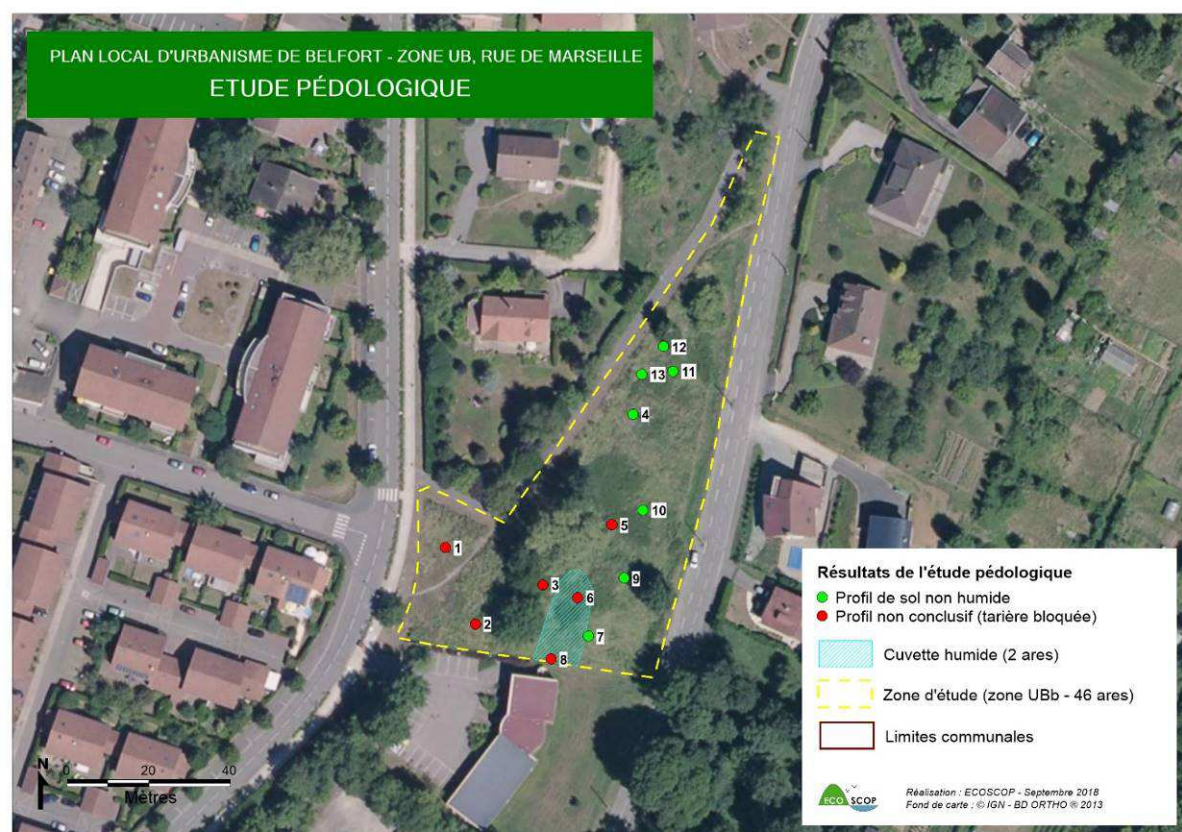 PLAN LOCAL D'URBANISME DE BELFORT - ZONE UB, RUE DE MARSEILLE
ETUDE PÉDOLOGIQUE
12
13
11
4
10
5
1
9
3
6
2
7
8
Résultats de l'étude pédologique
Profil de sol non humide
Profil non conclusif (tarière bloquée)
Cuvette humide (2 ares)
Zone d'étude (zone UBb - 46 ares)
Limites communales
ECO SCOP
Réalisation : ECOSCOP - Septembre 2018
Fond de carte : © IGN - BD ORTHO ® 2013
N
0 20 40
Mètres